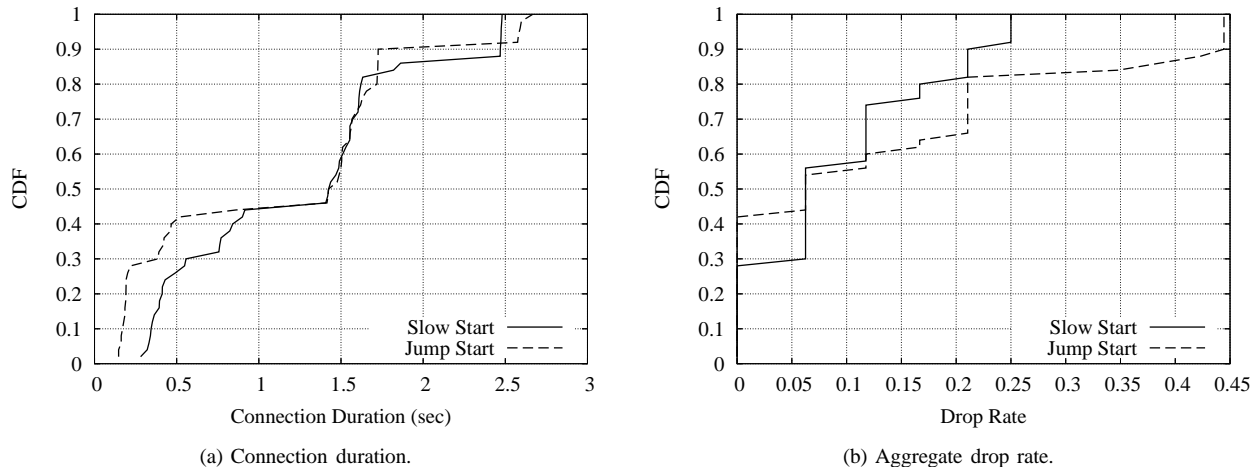 1
0.9
0.8
0.7
0.6
0.5
0.4
0.3
0.2
0.1
0
CDF
Slow Start
Jump Start
0 0.5 1 1.5 2 2.5 3
Connection Duration (sec)
(a) Connection duration.
1
0.9
0.8
0.7
0.6
0.5
0.4
0.3
0.2
0.1
0
CDF
Slow Start
Jump Start
0 0.05 0.1 0.15 0.2 0.25 0.3 0.35 0.4 0.45
Drop Rate
(b) Aggregate drop rate.